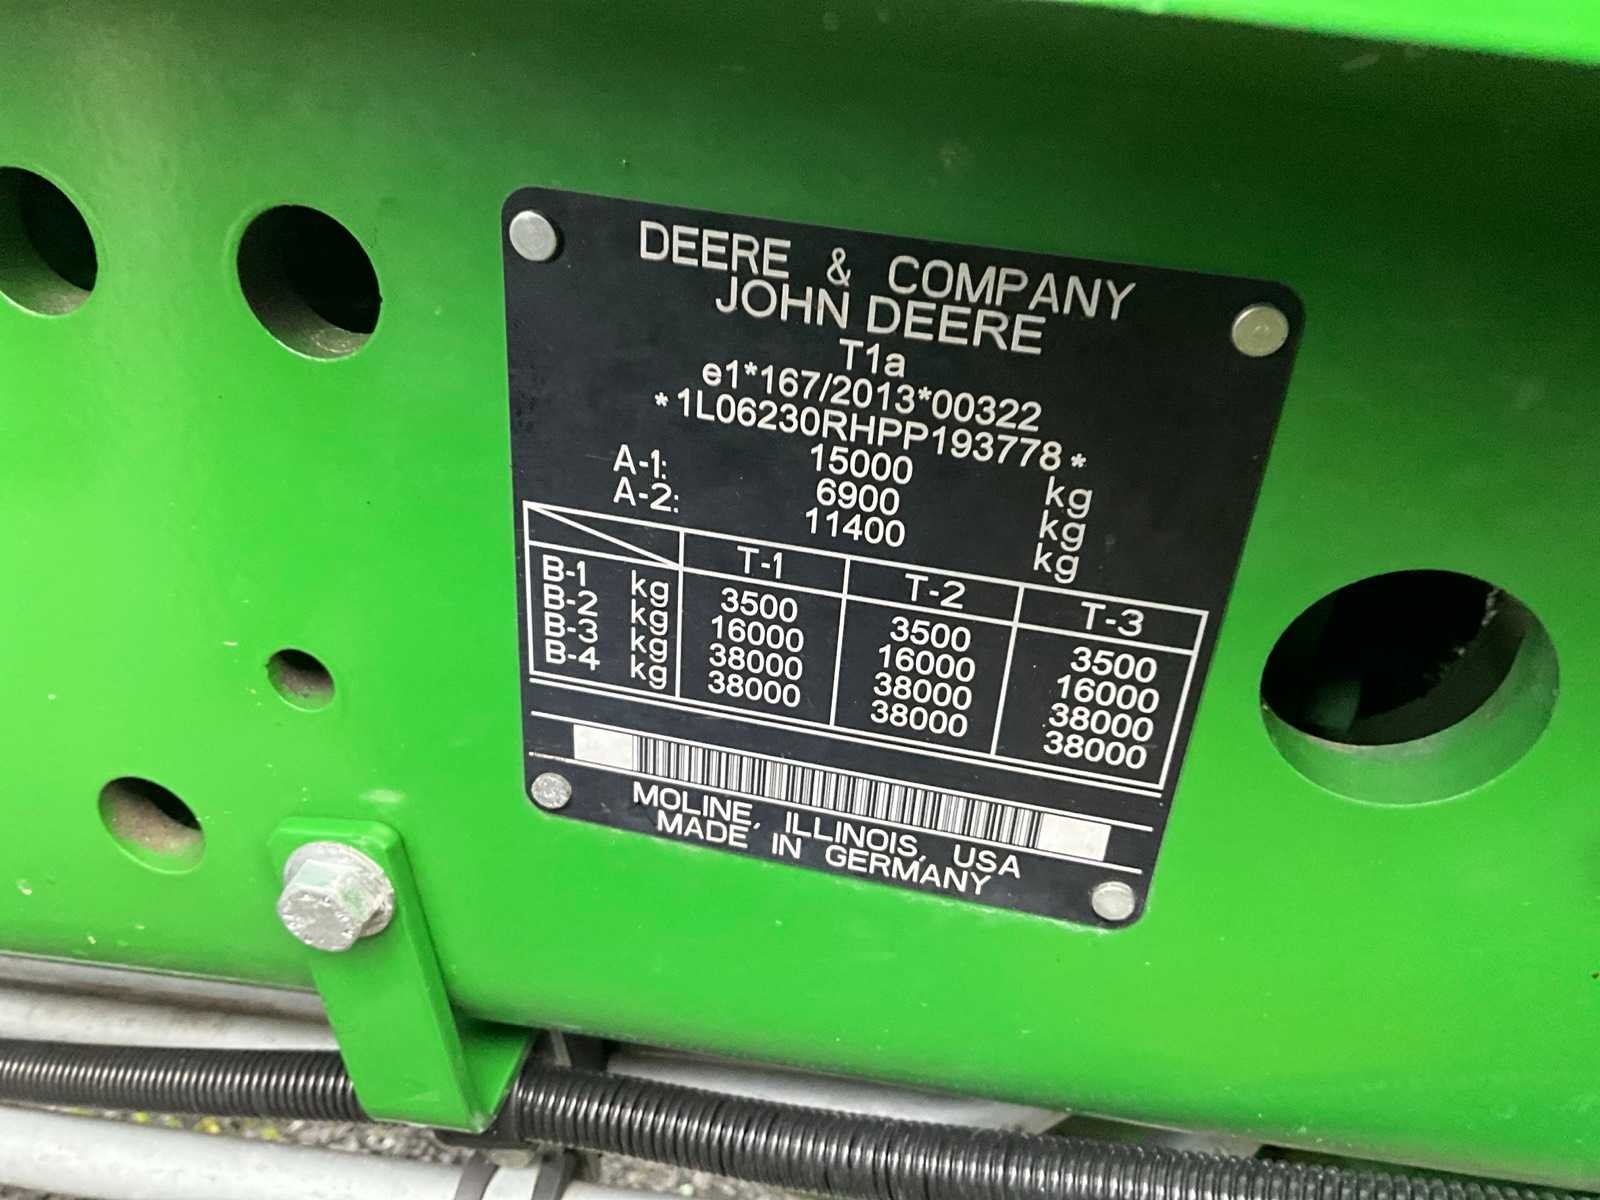 DEERE & COMPANY
JOHN DEERE
T1a
e1*167/2013*00322
*1L06230RHPP193778*
15000 kg
A-1: 6900 kg
A-2: 11400 kg
T-1 T-2 T-3
B-1 kg 3500 3500 3500
B-2 kg 16000 16000 16000
B-3 kg 38000 38000 38000
B-4 kg 38000 38000 38000
MOLINE, ILLINOIS, USA
MADE IN GERMANY